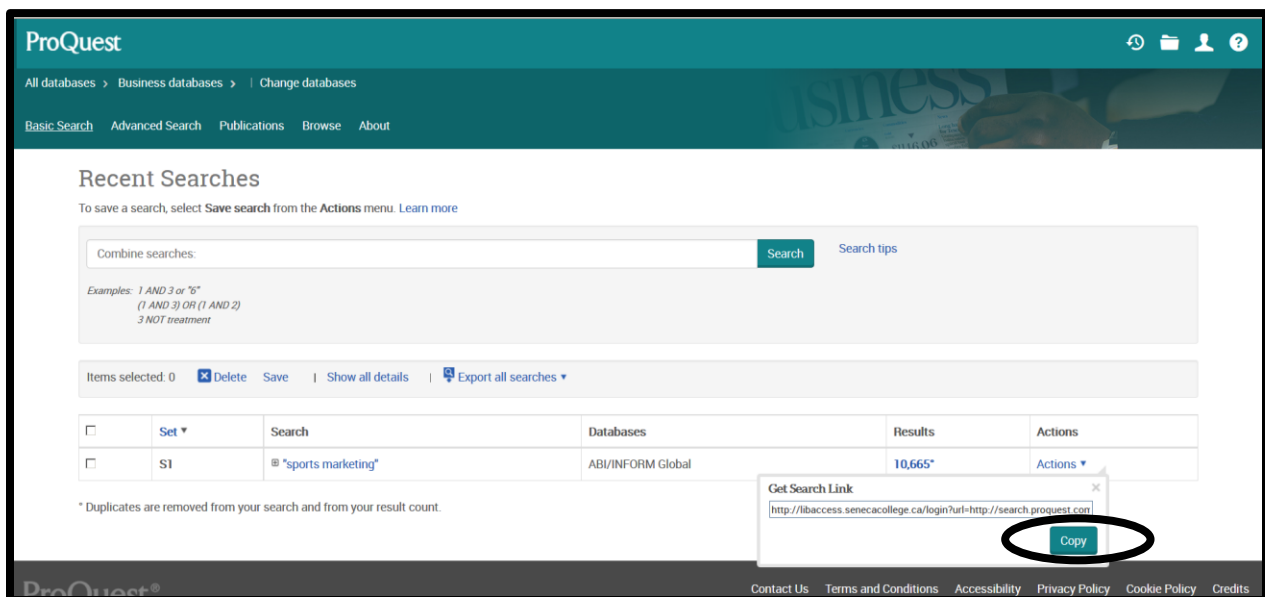 ProQuest
All databases > Business databases > | Change databases
Basic Search Advanced Search Publications Browse About
Recent Searches
To save a search, select Save search from the Actions menu. Learn more
Combine searches:
Search
Search tips
Examples: 1 AND 3 or "6"
(1 AND 3) OR (1 AND 2)
3 NOT treatment
Items selected: 0 Delete Save | Show all details | Export all searches
Set Search Databases Results Actions
S1 "sports marketing" ABI/INFORM Global 10,665* Actions
* Duplicates are removed from your search and from your result count.
Get Search Link
http://libaccess.senecacollege.ca/login?url=http://search.proquest.com
Copy
ProQuest®
Contact Us Terms and Conditions Accessibility Privacy Policy Cookie Policy Credits